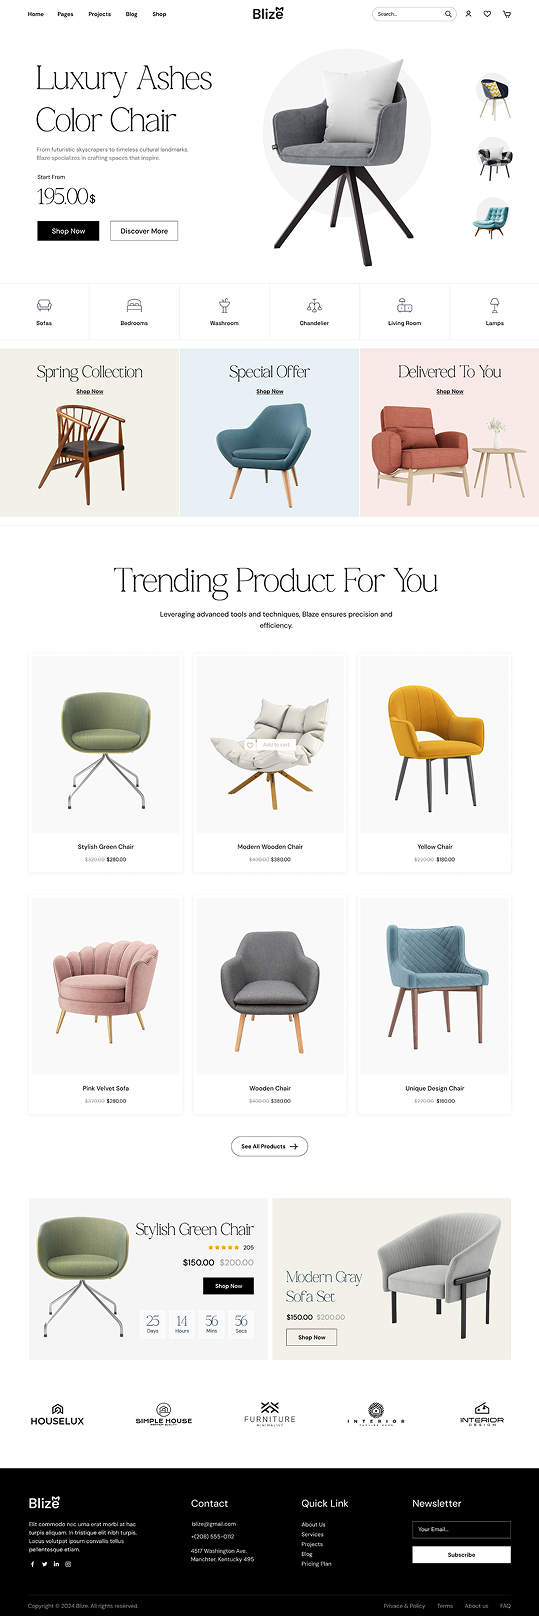 Home Pages Projects Blog Shop
Blize
Search..
Luxury Ashes
Color Chair
From futuristic skyscrapers to timeless cultural landmarks,
Blaze specializes in crafting spaces that inspire.
Start From
195.00$
Shop Now Discover More
Sofas Bedrooms Washroom Chandelier Living Room Lamps
Spring Collection Special Offer Delivered To You
Shop Now Shop Now Shop Now
Trending Product For You
Leveraging advanced tools and techniques, Blaze ensures precision and
efficiency.
Add to cart
Stylish Green Chair Modern Wooden Chair Yellow Chair
$320.00 $280.00 $400.00 $380.00 $220.00 $180.00
Pink Velvet Sofa Wooden Chair Unique Design Chair
$320.00 $280.00 $400.00 $380.00 $220.00 $180.00
See All Products
Stylish Green Chair
205
$150.00 $200.00
Shop Now
25 14 56 56
Days Hours Mins Secs
Modern Gray
Sofa Set
$150.00 $200.00
Shop Now
HOUSELUX SIMPLE HOUSE FURNITURE INTERIOR INTERIOR
MINIMALIST DESIGN
Blize
Elit commodo nec urna erat morbi at hac
turpis aliquam. In tristique elit nibh turpis.
Lacus volutpat ipsum convallis tellus
pellentesque etiam.
Contact
blize@gmail.com
+(208) 555-0112
4517 Washington Ave.
Manchter, Kentucky 495
Quick Link
About Us
Services
Projects
Blog
Pricing Plan
Newsletter
Your Email...
Subscribe
Copyright © 2024 Blize. All rights reserved. Privace & Policy Terms About us FAQ